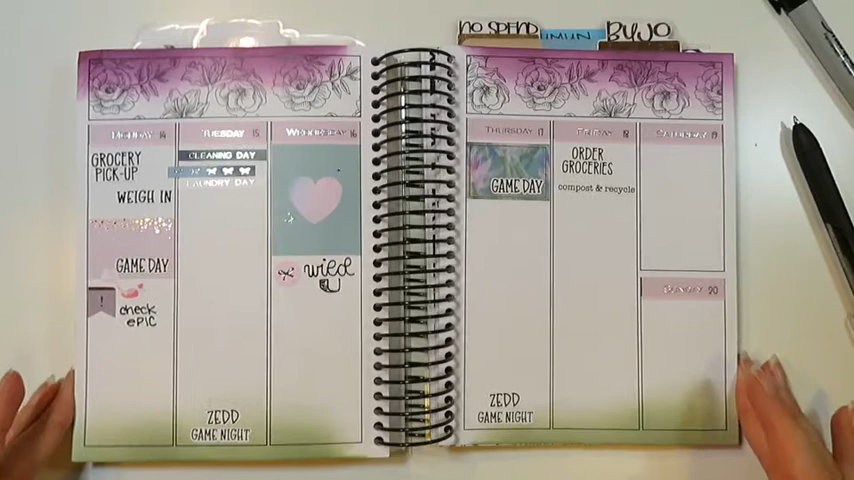 NO SPEND
IMUN
BUJO
MONDAY 14
TUESDAY 15
WEDNESDAY 16
THURSDAY 17
FRIDAY 18
SATURDAY 19
GROCERY
PICK-UP
WEIGH IN
GAME DAY
!
check
epic
CLEANING DAY
LAUNDRY DAY
ZEDD
GAME NIGHT
wied
GAME DAY
ZEDD
GAME NIGHT
ORDER
GROCERIES
compost & recycle
SUNDAY 20